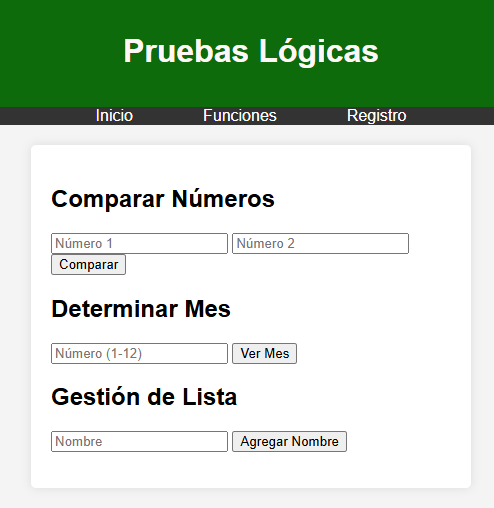 Pruebas Lógicas
Inicio Funciones Registro
Comparar Números
Número 1 Número 2
Comparar
Determinar Mes
Número (1-12) Ver Mes
Gestión de Lista
Nombre Agregar Nombre